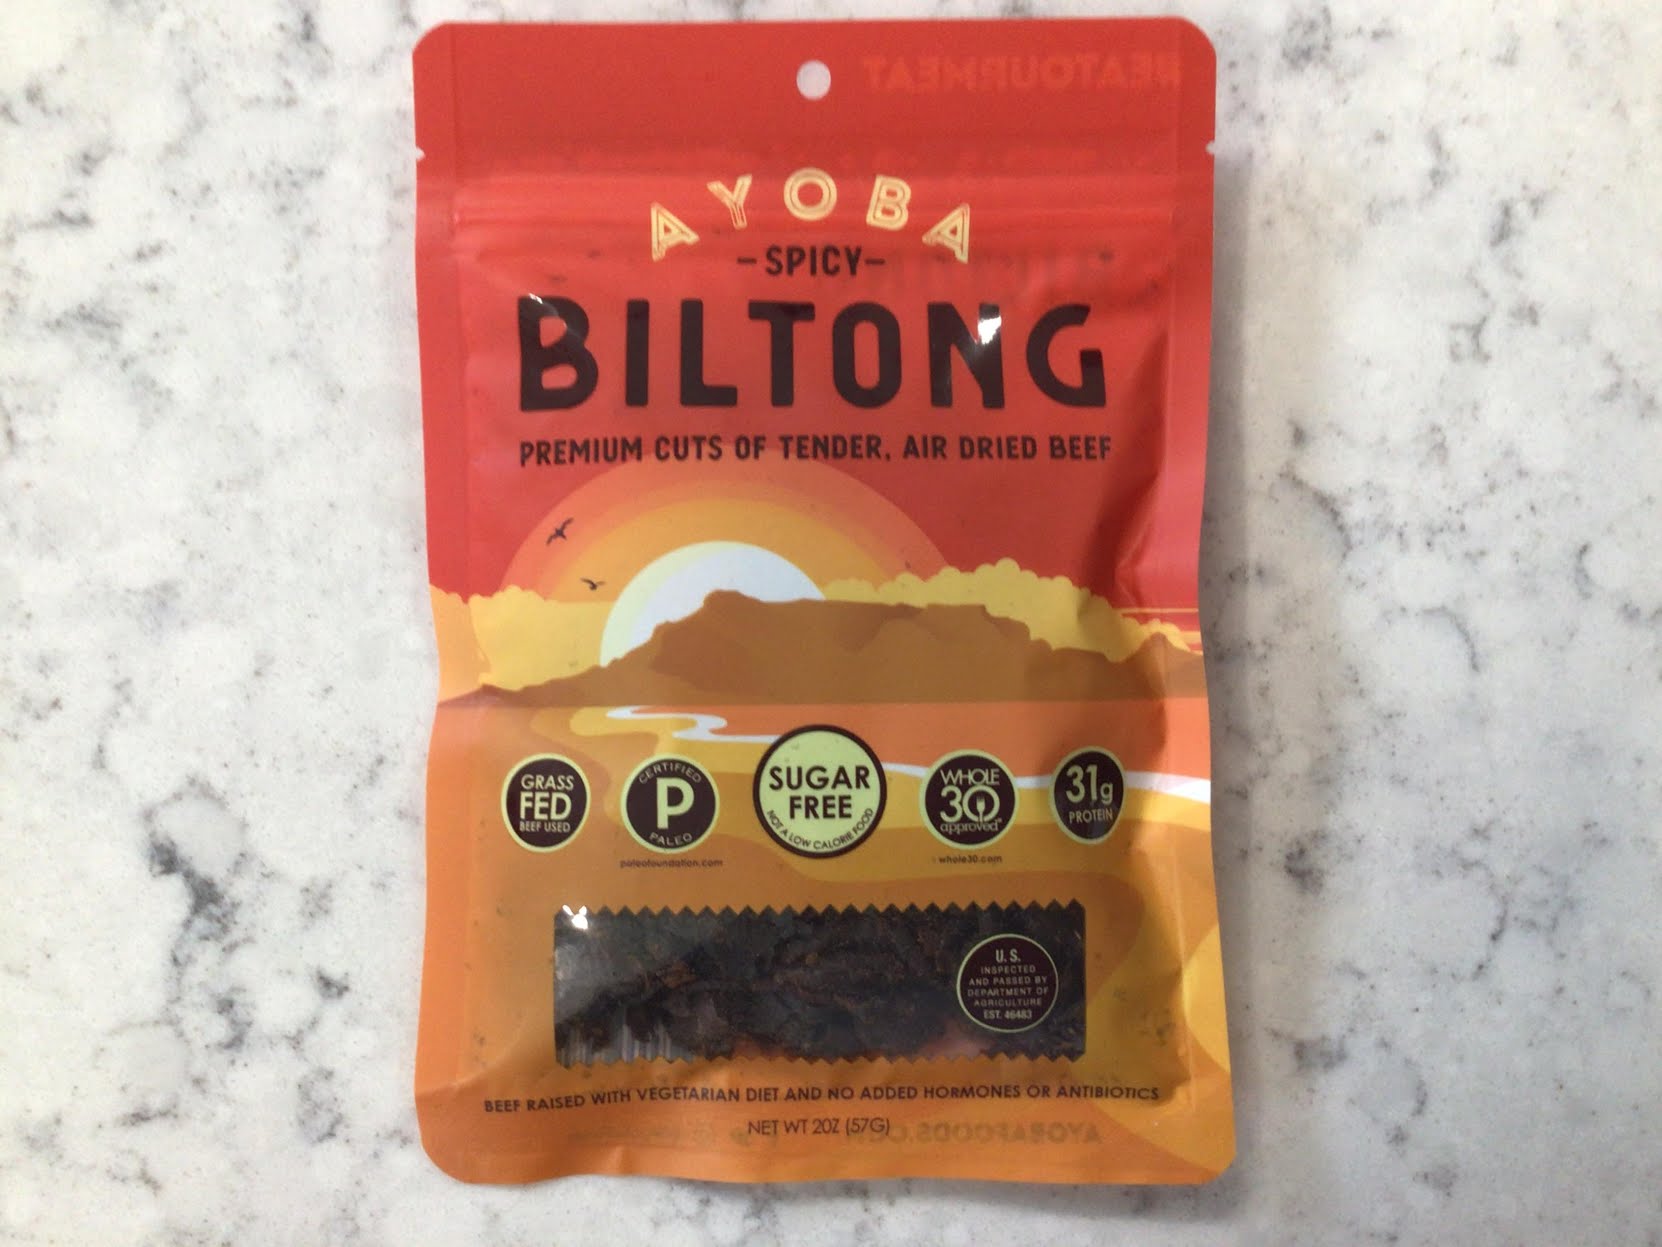 AYOBA
-SPICY-
BILTONG
PREMIUM CUTS OF TENDER, AIR DRIED BEEF
GRASS
FED
BEEF USED
CERTIFIED
P
PALEO
paleofoundation.com
SUGAR
FREE
NOT A LOW CALORIE FOOD
WHOLE
30
approved™
whole30.com
31g
PROTEIN
U. S.
INSPECTED
AND PASSED BY
DEPARTMENT OF
AGRICULTURE
EST. 46483
BEEF RAISED WITH VEGETARIAN DIET AND NO ADDED HORMONES OR ANTIBIOTICS
NET WT 2OZ (57G)